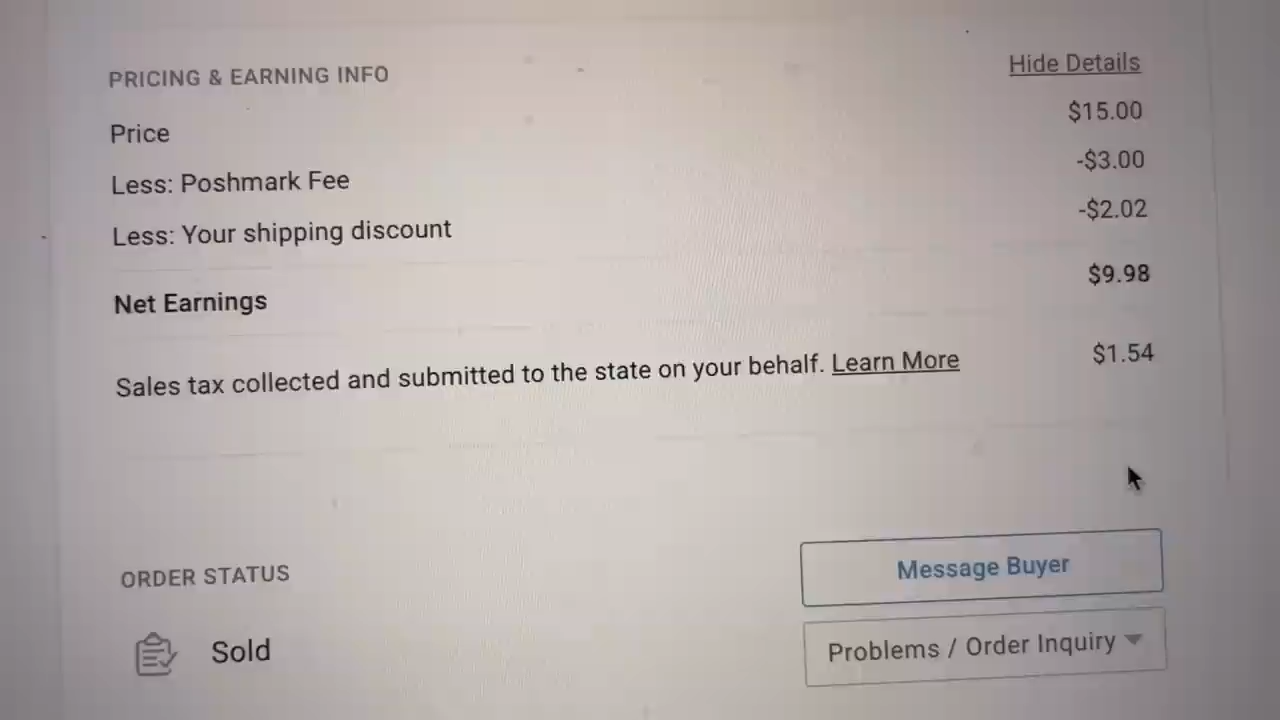 PRICING & EARNING INFO Hide Details
Price $15.00
Less: Poshmark Fee -$3.00
Less: Your shipping discount -$2.02
Net Earnings $9.98
Sales tax collected and submitted to the state on your behalf. Learn More $1.54
Message Buyer
ORDER STATUS
Sold
Problems / Order Inquiry